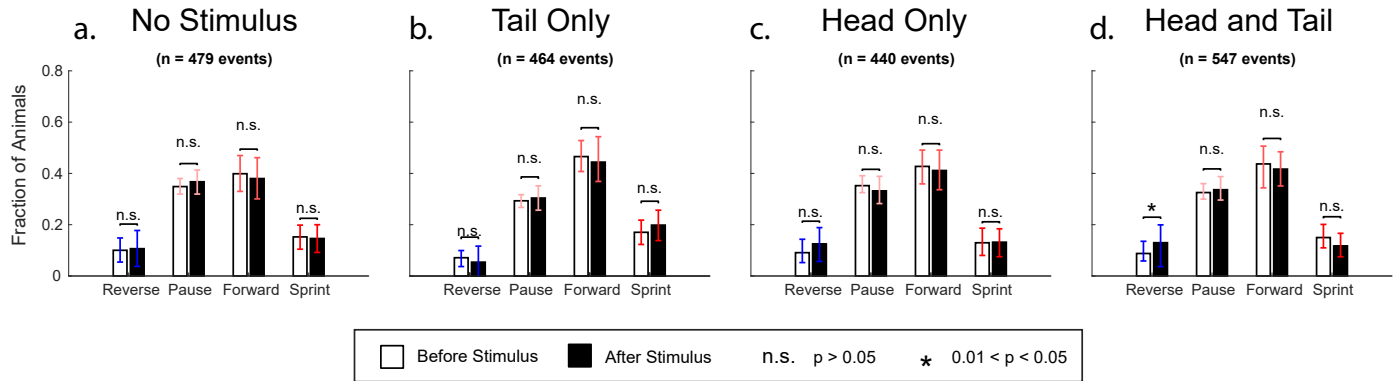 a. No Stimulus
(n = 479 events)
b. Tail Only
(n = 464 events)
c. Head Only
(n = 440 events)
d. Head and Tail
(n = 547 events)
Fraction of Animals
0.8
0.6
0.4
0.2
0
n.s.
n.s.
n.s.
n.s.
Reverse Pause Forward Sprint
n.s.
n.s.
n.s.
n.s.
Reverse Pause Forward Sprint
n.s.
n.s.
n.s.
n.s.
Reverse Pause Forward Sprint
*
n.s.
n.s.
n.s.
Reverse Pause Forward Sprint
Before Stimulus After Stimulus n.s. p > 0.05 * 0.01 < p < 0.05